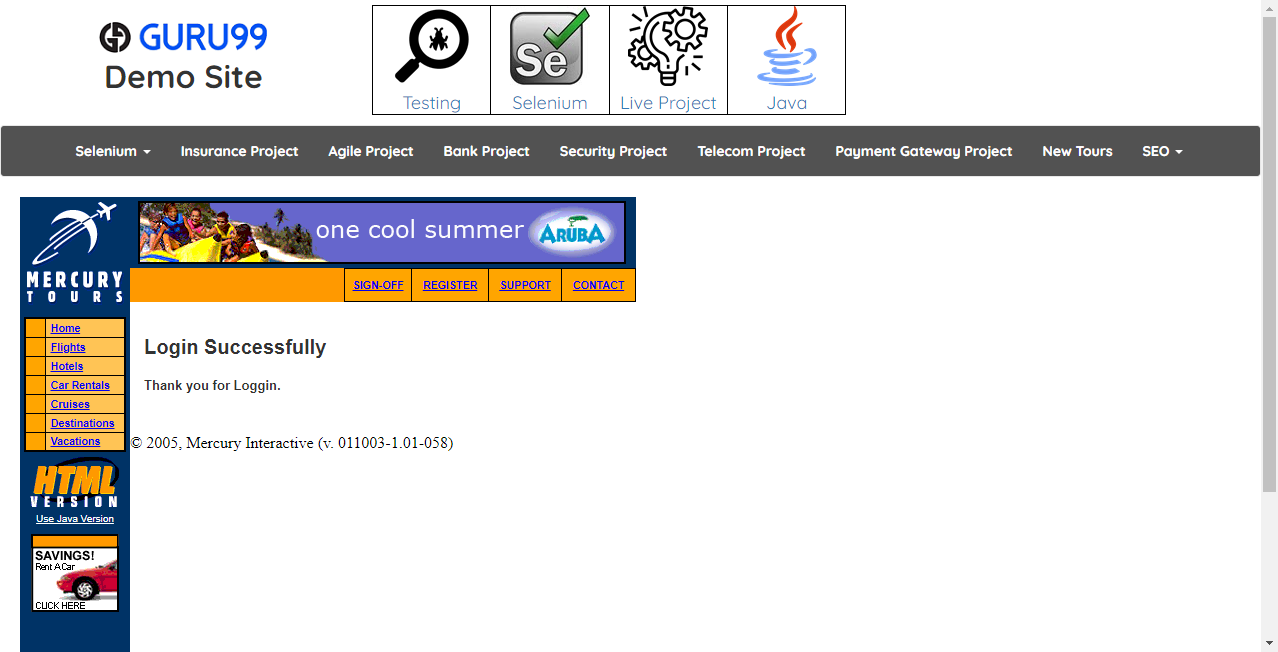 GURU99
Demo Site
Testing
Selenium
Live Project
Java
Se
Selenium
Insurance Project
Agile Project
Bank Project
Security Project
Telecom Project
Payment Gateway Project
New Tours
SEO
MERCURY
TOURS
one cool summer
ARUBA
SIGN-OFF
REGISTER
SUPPORT
CONTACT
Home
Flights
Hotels
Car Rentals
Cruises
Destinations
Vacations
Login Successfully
Thank you for Loggin.
© 2005, Mercury Interactive (v. 011003-1.01-058)
HTML
VERSION
Use Java Version
SAVINGS!
Rent A Car
CLICK HERE